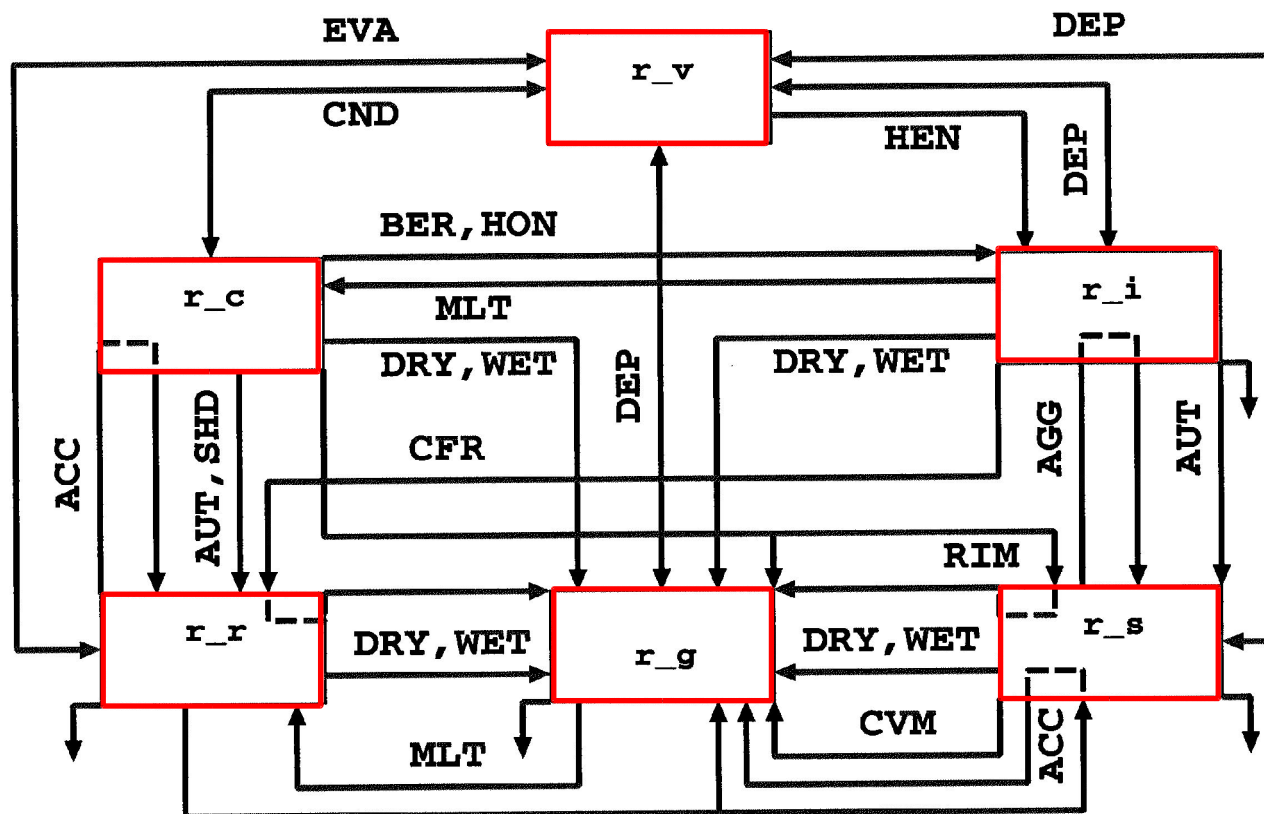 EVA
DEP
r_v
CND
HEN
DEP
BER,HON
r_c
MLT
r_i
DRY,WET
DRY,WET
DEP
ACC
AUT,SHD
CFR
AGG
AUT
RIM
r_r
DRY,WET
r_g
DRY,WET
r_s
MLT
CVM
ACC